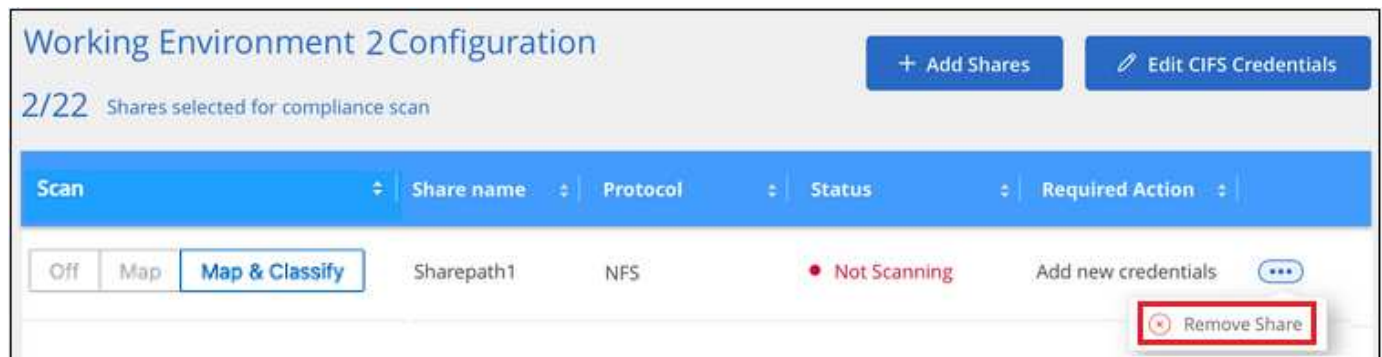 Working Environment 2 Configuration
+ Add Shares
Edit CIFS Credentials
2/22 Shares selected for compliance scan
Scan Share name Protocol Status Required Action
Off Map Map & Classify Sharepath1 NFS Not Scanning Add new credentials
Remove Share